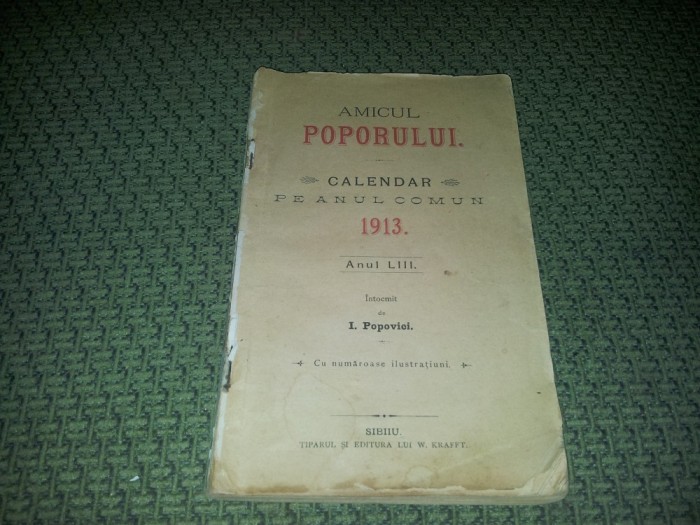 AMICUL
POPORULUI.
CALENDAR
PE ANUL COMUN
1913.
Anul LIII.
Întocmit
de
I. Popovici.
Cu număroase ilustrațiuni.
SIBIIU.
TIPARUL ȘI EDITURA LUI W. KRAFFT.